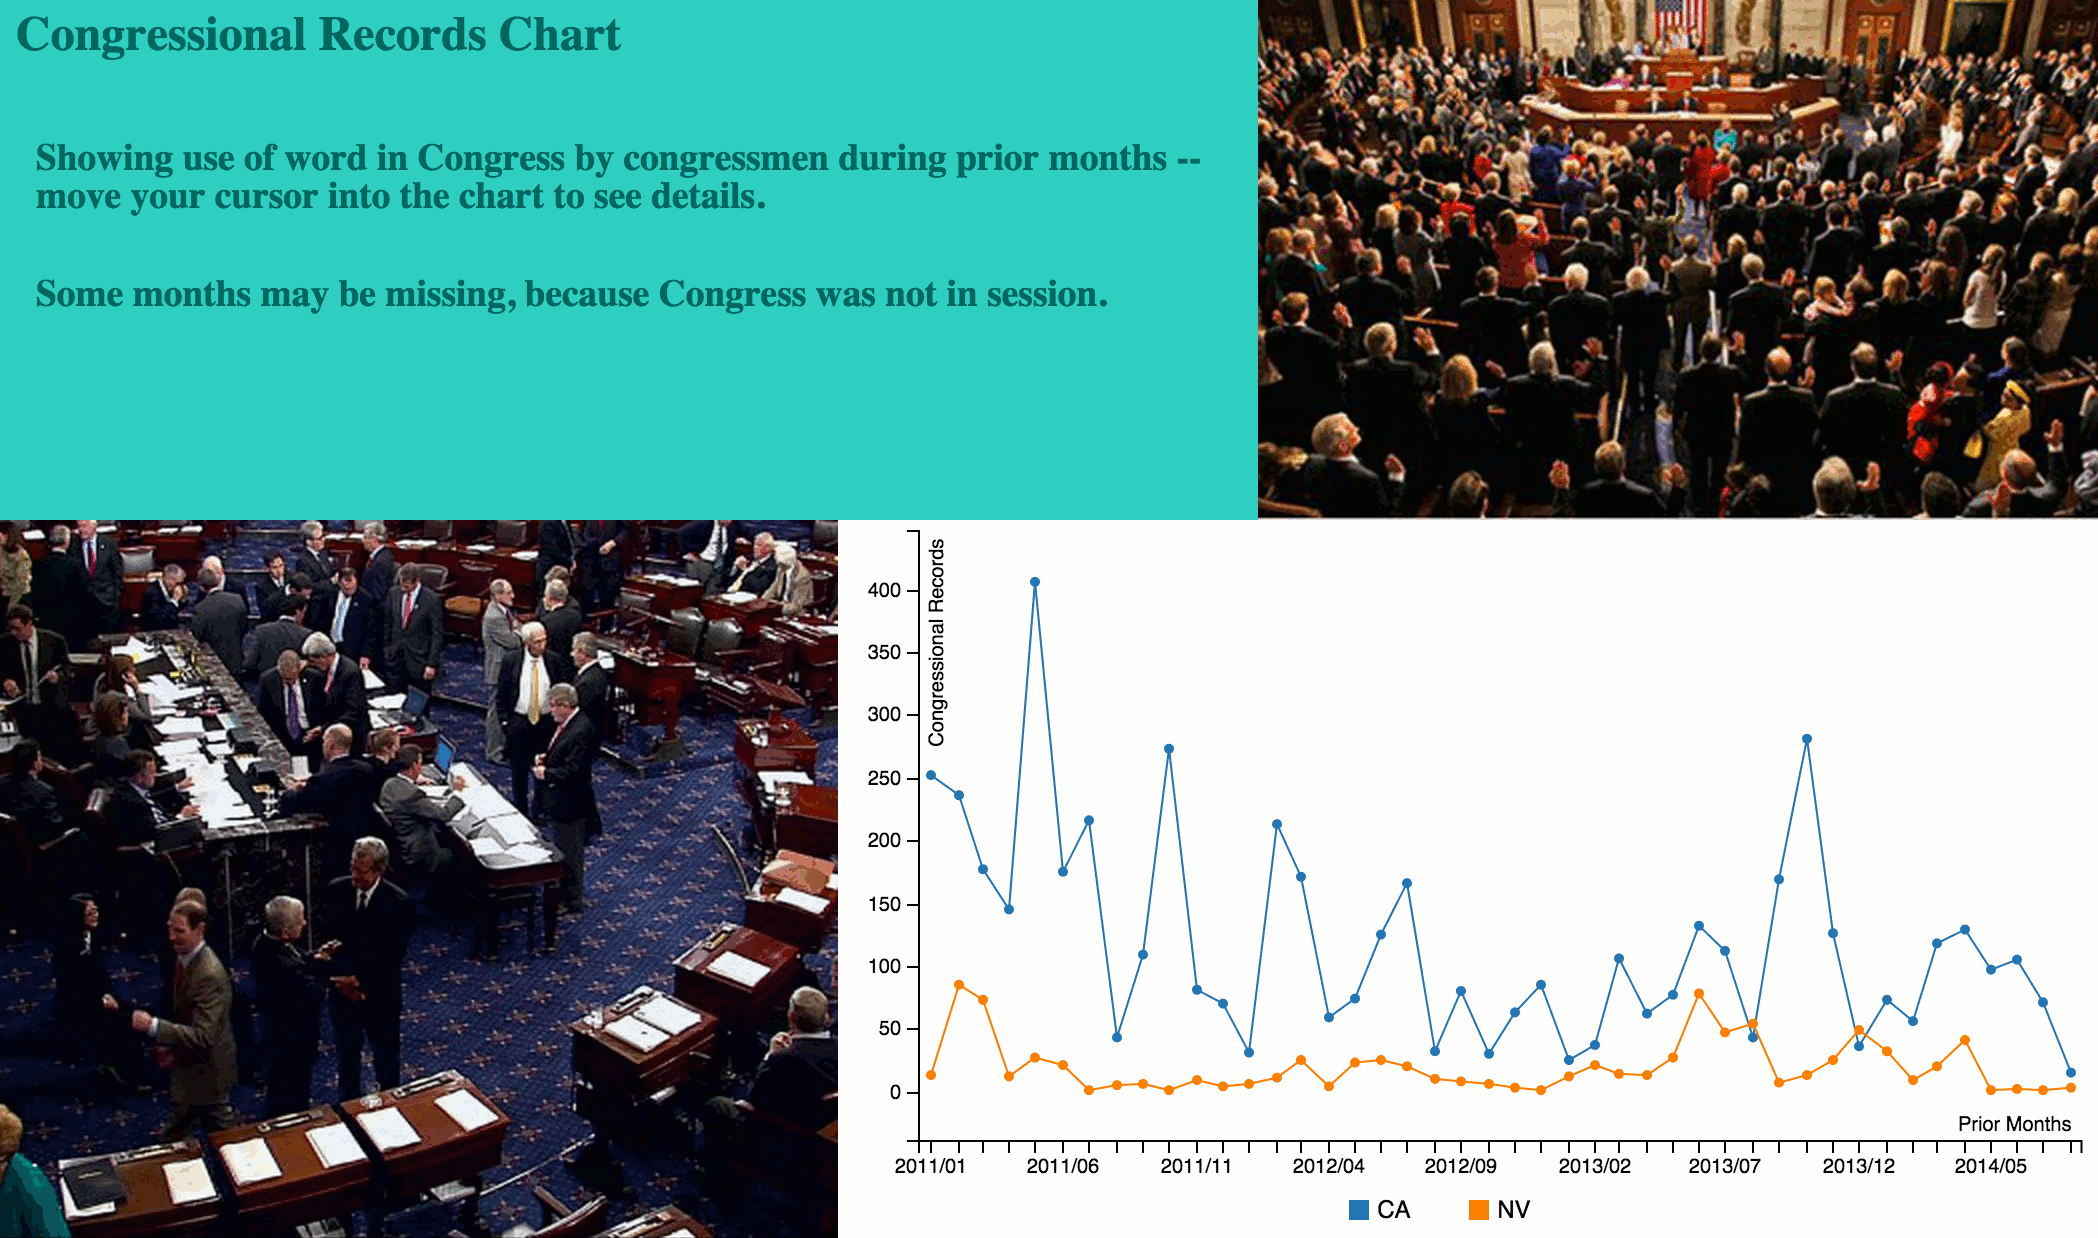 Congressional Records Chart
Showing use of word in Congress by congressmen during prior months --
move your cursor into the chart to see details.
Some months may be missing, because Congress was not in session.
Congressional Records
400
350
300
250
200
150
100
50
0
Prior Months
2011/01 2011/06 2011/11 2012/04 2012/09 2013/02 2013/07 2013/12 2014/05
CA NV